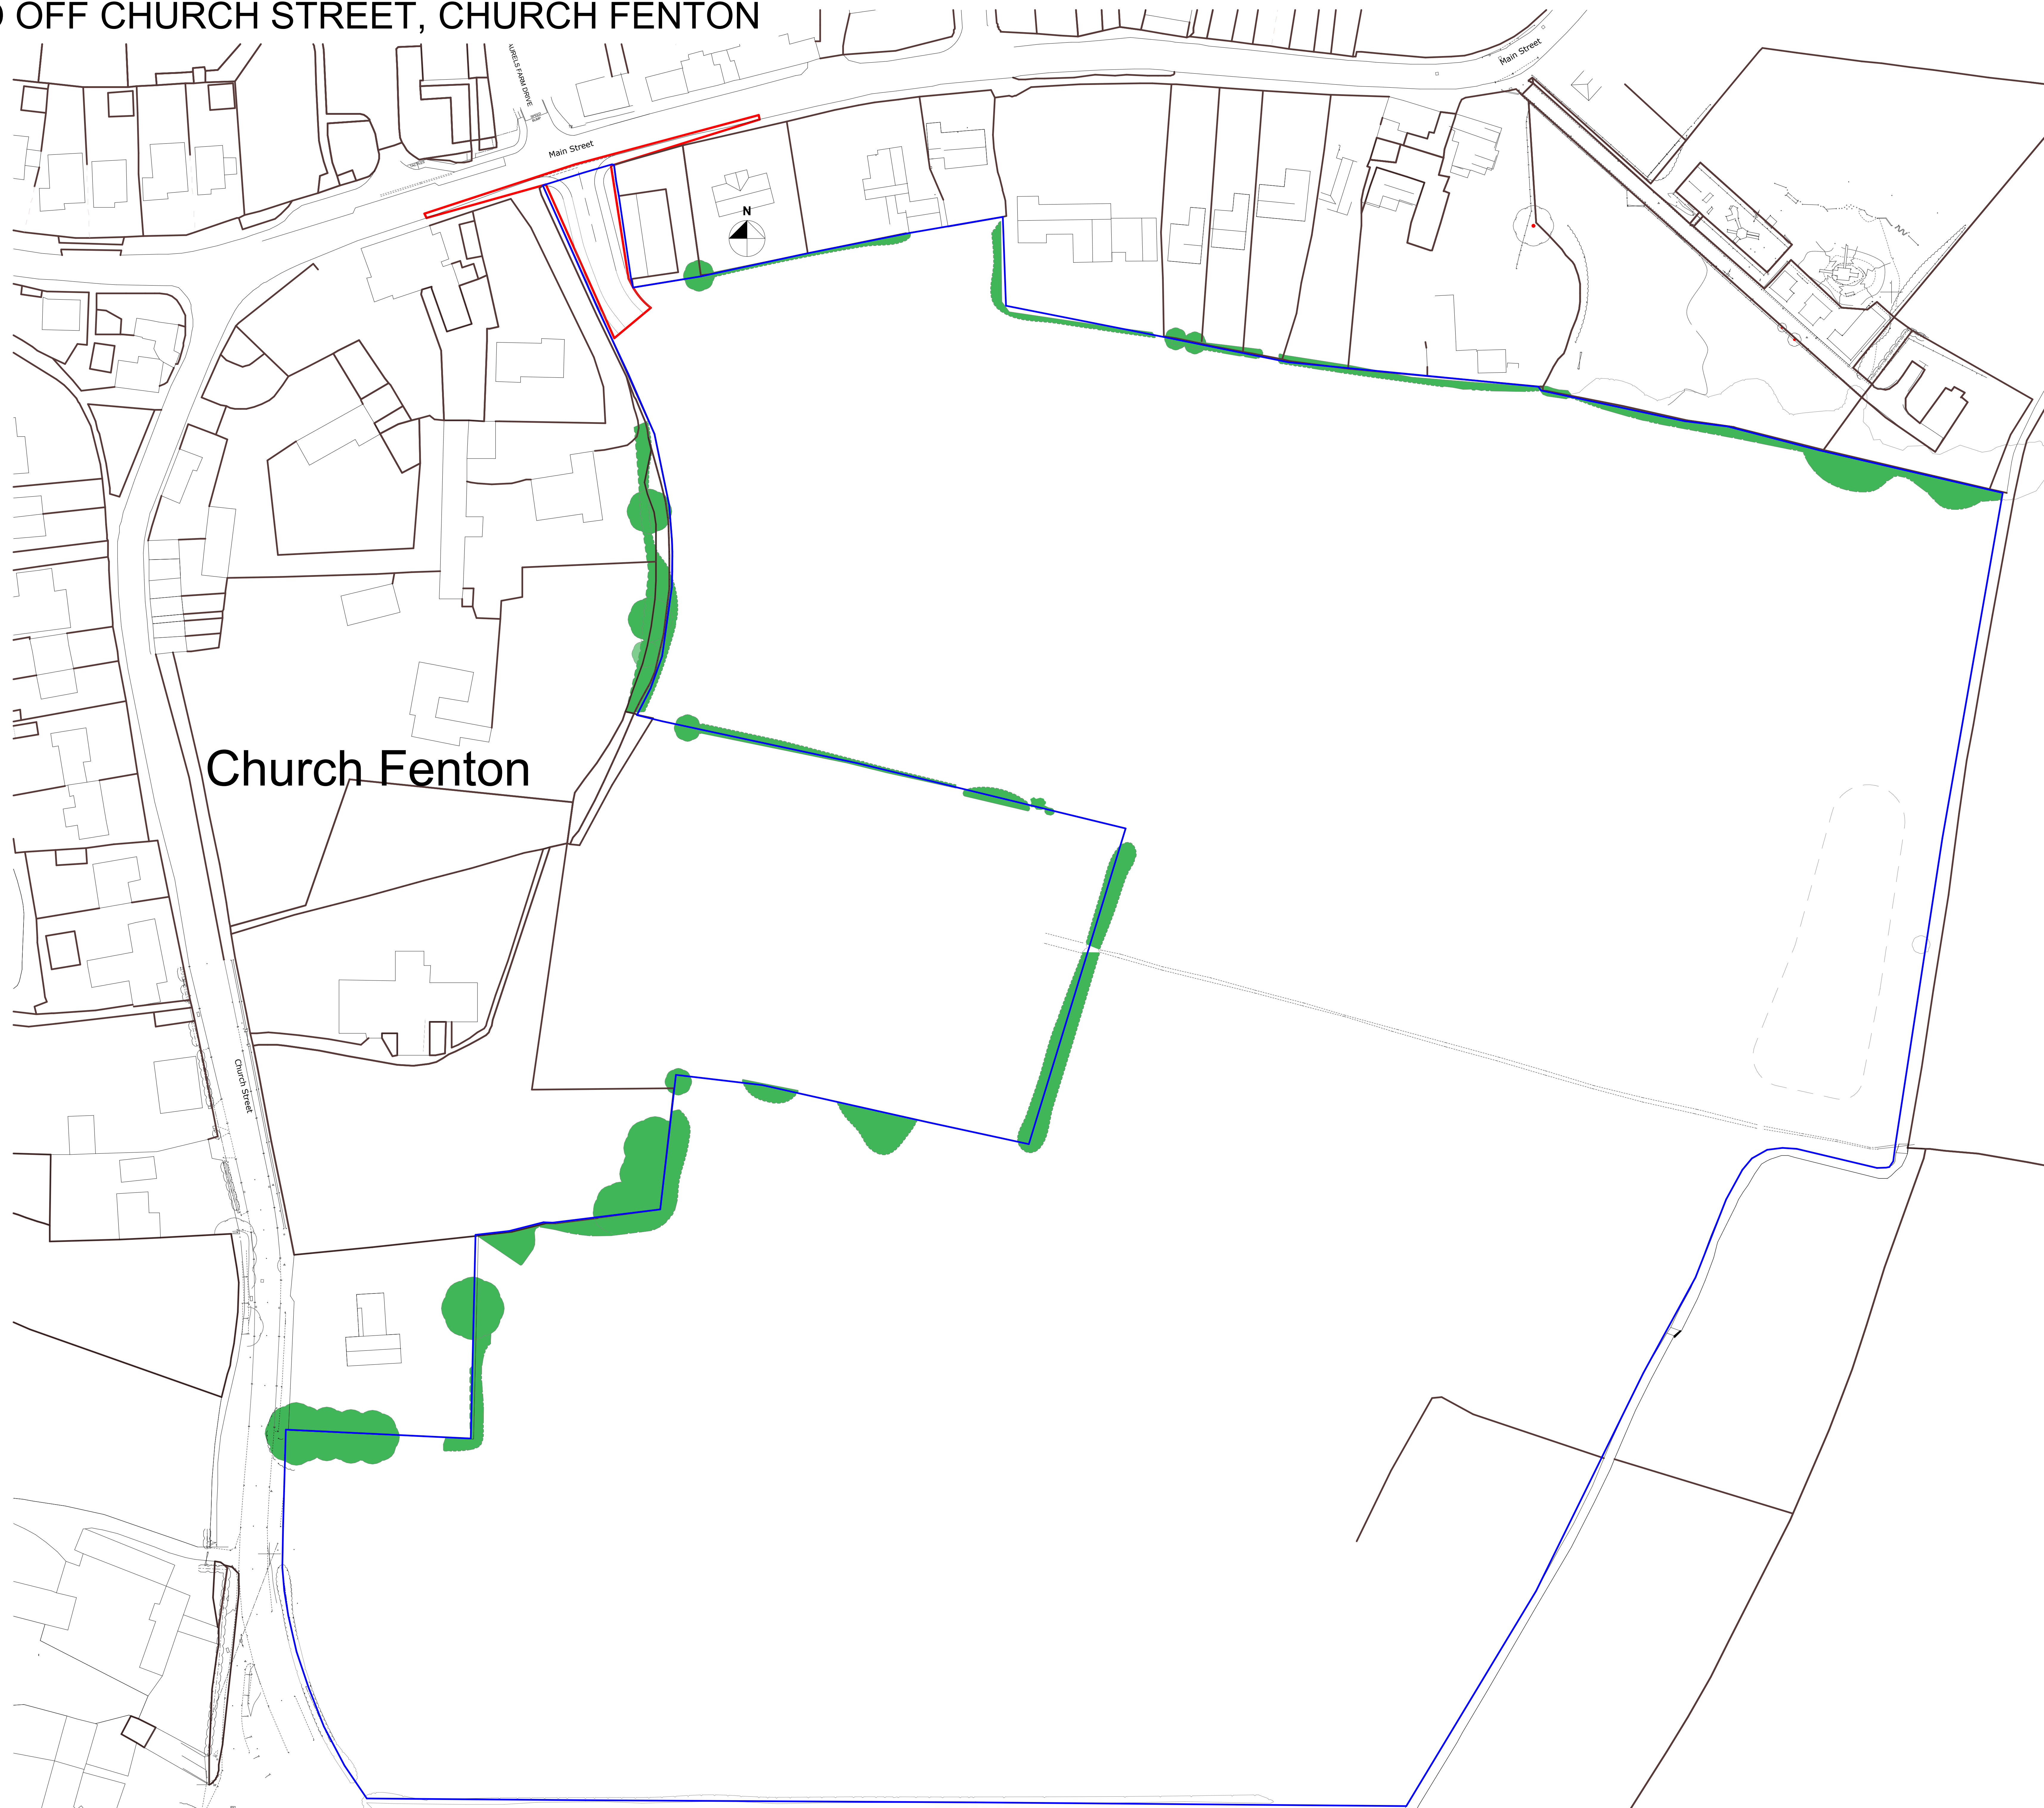 OFF CHURCH STREET, CHURCH FENTON
Main Street
Main Street
N
Church Fenton
Church Street